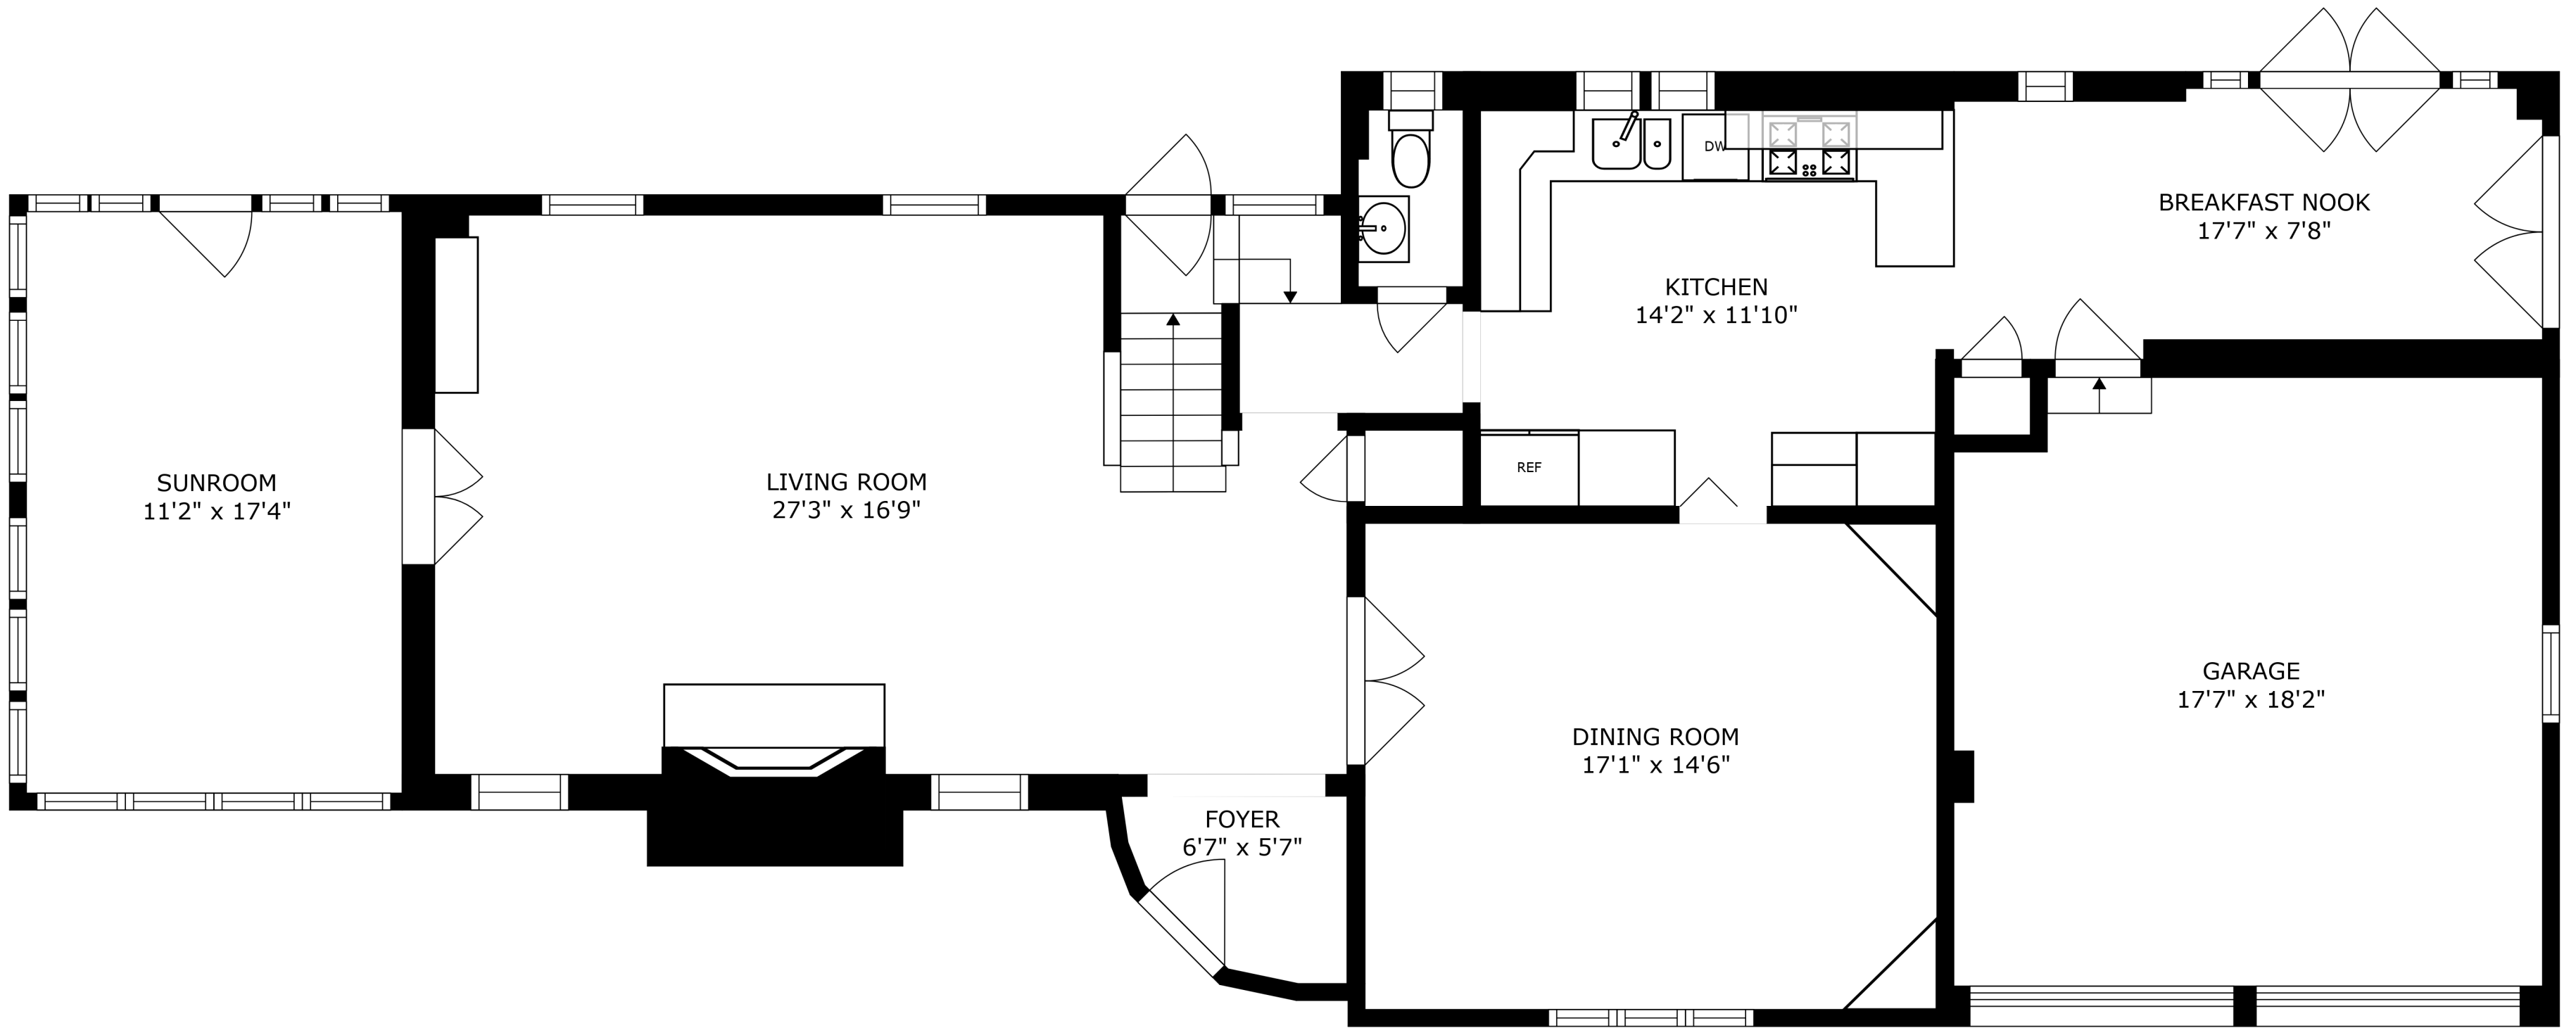 DW
BREAKFAST NOOK
17'7" x 7'8"
KITCHEN
14'2" x 11'10"
REF
SUNROOM
11'2" x 17'4"
LIVING ROOM
27'3" x 16'9"
GARAGE
17'7" x 18'2"
DINING ROOM
17'1" x 14'6"
FOYER
6'7" x 5'7"